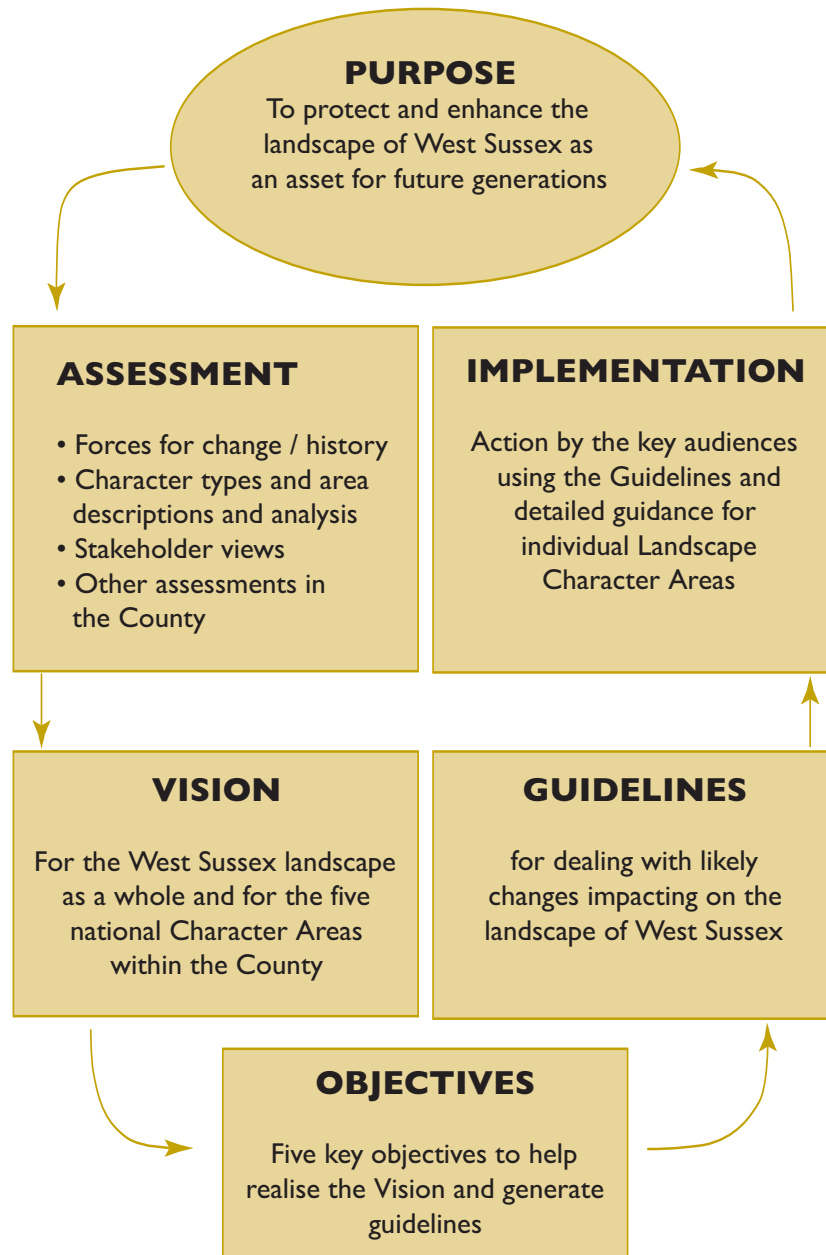 PURPOSE
To protect and enhance the
landscape of West Sussex as
an asset for future generations
ASSESSMENT
• Forces for change / history
• Character types and area
descriptions and analysis
• Stakeholder views
• Other assessments in
the County
VISION
For the West Sussex landscape
as a whole and for the five
national Character Areas
within the County
OBJECTIVES
Five key objectives to help
realise the Vision and generate
guidelines
GUIDELINES
for dealing with likely
changes impacting on the
landscape of West Sussex
IMPLEMENTATION
Action by the key audiences
using the Guidelines and
detailed guidance for
individual Landscape
Character Areas